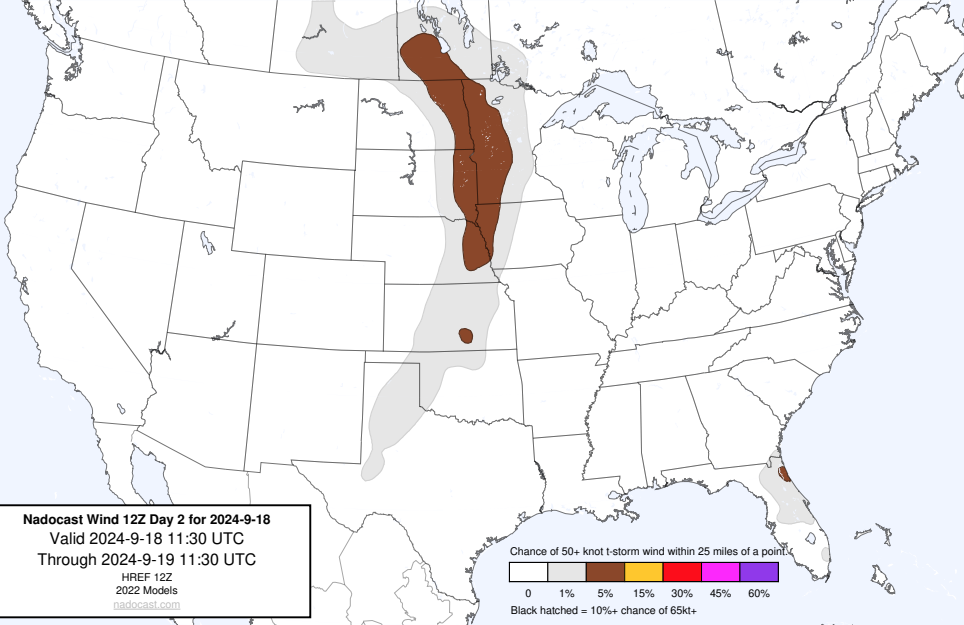 Nadocast Wind 12Z Day 2 for 2024-9-18
Valid 2024-9-18 11:30 UTC
Through 2024-9-19 11:30 UTC
HREF 12Z
2022 Models
nadocast.com
Chance of 50+ knot t-storm wind within 25 miles of a point.
0 1% 5% 15% 30% 45% 60%
Black hatched = 10%+ chance of 65kt+